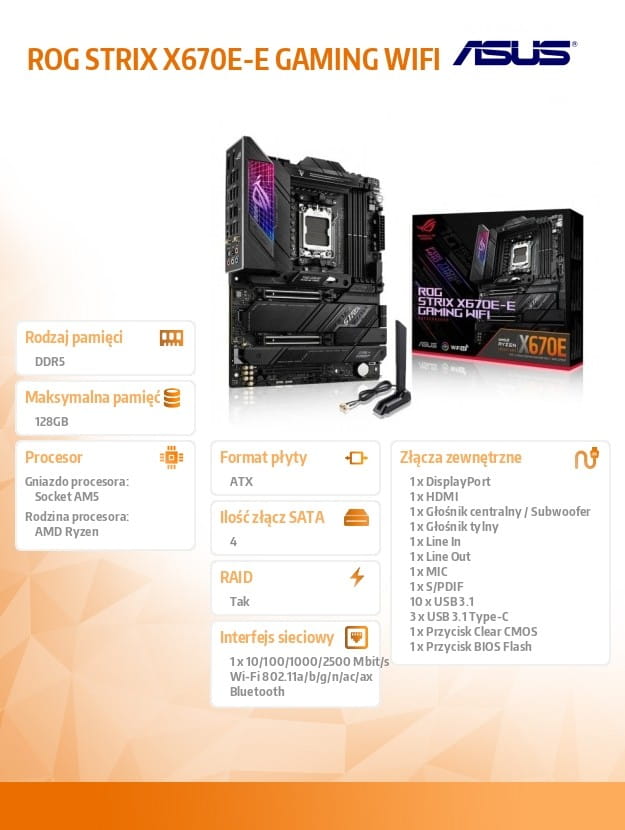 ROG STRIX X670E-E GAMING WIFI ASUS
ROG
STRIX X670E-E
GAMING WIFI
ASUS
WiFi
AMD
RYZEN
X670E
Rodzaj pamięci
DDR5
Maksymalna pamięć
128GB
Procesor
Gniazdo procesora:
Socket AM5
Rodzina procesora:
AMD Ryzen
Format płyty
ATX
Ilość złącz SATA
4
RAID
Tak
Interfejs sieciowy
1 x 10/100/1000/2500 Mbit/s
Wi-Fi 802.11a/b/g/n/ac/ax
Bluetooth
Złącza zewnętrzne
1 x DisplayPort
1 x HDMI
1 x Głośnik centralny / Subwoofer
1 x Głośnik tylny
1 x Line In
1 x Line Out
1 x MIC
1 x S/PDIF
10 x USB 3.1
3 x USB 3.1 Type-C
1 x Przycisk Clear CMOS
1 x Przycisk BIOS Flash